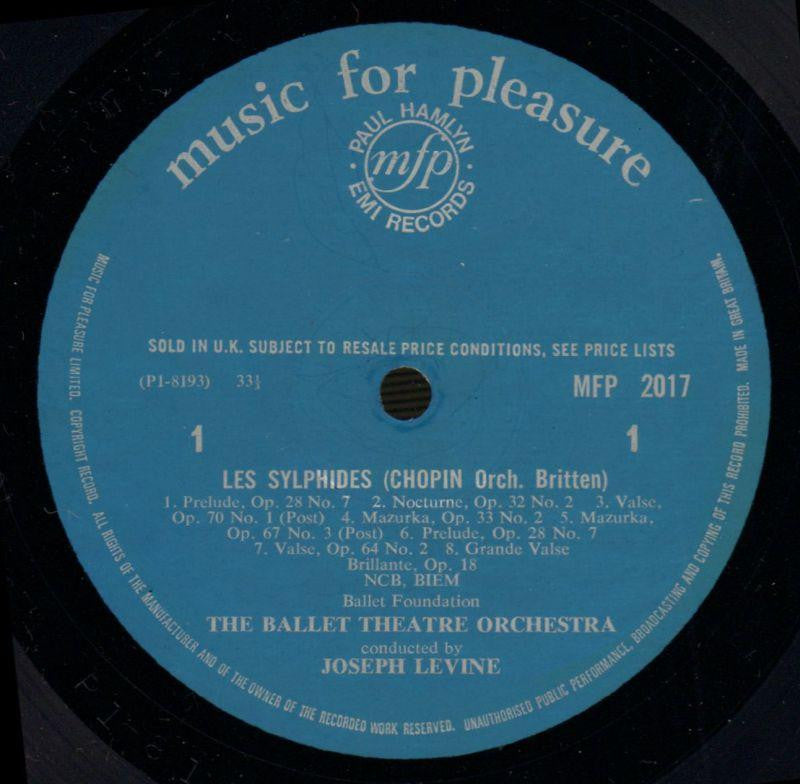 music for pleasure
PAUL HAMLYN
mfp
EMI RECORDS
SOLD IN U.K. SUBJECT TO RESALE PRICE CONDITIONS, SEE PRICE LISTS
(P1-8193) 33⅓ MFP 2017
1 1
LES SYLPHIDES (CHOPIN Orch. Britten)
1. Prelude, Op. 28 No. 7 2. Nocturne, Op. 32 No. 2 3. Valse,
Op. 70 No. 1 (Post) 4. Mazurka, Op. 33 No. 2 5. Mazurka,
Op. 67 No. 3 (Post) 6. Prelude, Op. 28 No. 7
7. Valse, Op. 64 No. 2 8. Grande Valse
Brillante, Op. 18
NCB, BIEM
Ballet Foundation
THE BALLET THEATRE ORCHESTRA
conducted by
JOSEPH LEVINE
MUSIC FOR PLEASURE LIMITED. COPYRIGHT RECORD. ALL RIGHTS OF THE MANUFACTURER AND OF THE OWNER OF THE RECORDED WORK RESERVED. UNAUTHORISED PUBLIC PERFORMANCE, BROADCASTING AND COPYING OF THIS RECORD PROHIBITED. MADE IN GREAT BRITAIN.